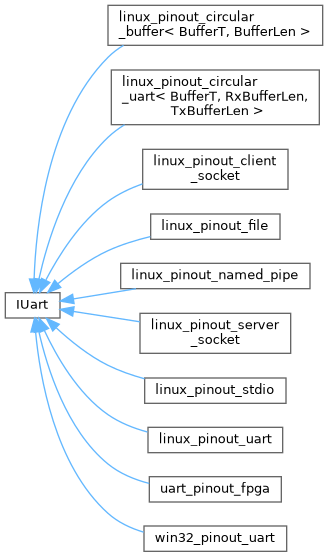 linux_pinout_circular
_buffer< BufferT, BufferLen >
linux_pinout_circular
_uart< BufferT, RxBufferLen,
TxBufferLen >
linux_pinout_client
_socket
linux_pinout_file
linux_pinout_named_pipe
IUart
linux_pinout_server
_socket
linux_pinout_stdio
linux_pinout_uart
uart_pinout_fpga
win32_pinout_uart